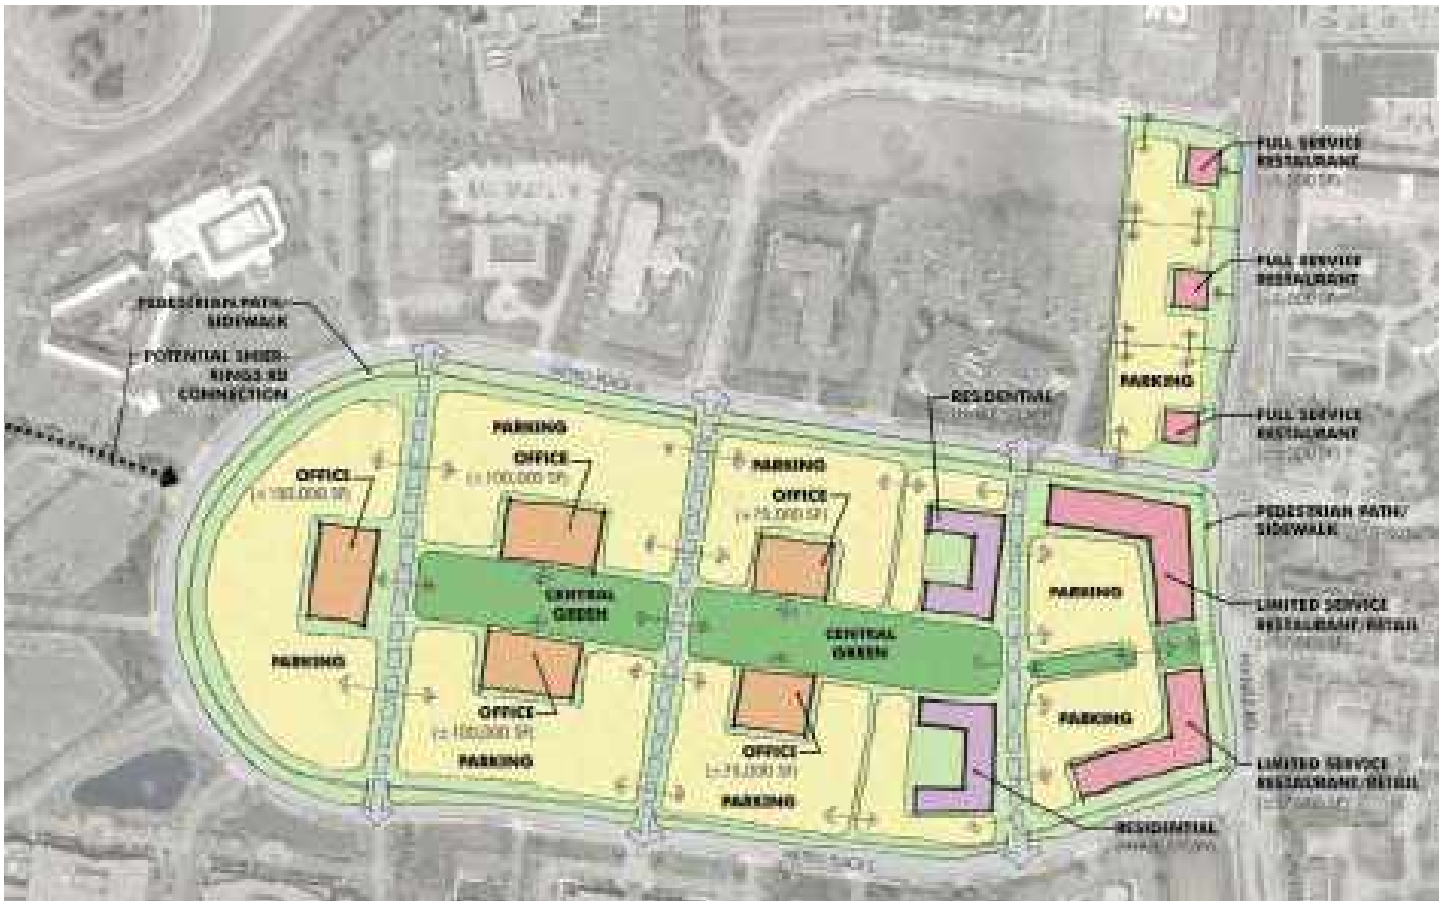 FULL SERVICE
RESTAURANT
FULL SERVICE
RESTAURANT
PEDESTRIAN PATH/
SIDEWALK
POTENTIAL SHIER-
RINGS RD
CONNECTION
PARKING
RESIDENTIAL
FULL SERVICE
RESTAURANT
PARKING
OFFICE
(±100,000 SF)
OFFICE
(±100,000 SF)
PARKING
OFFICE
(±75,000 SF)
PEDESTRIAN PATH/
SIDEWALK
CENTRAL
GREEN
PARKING
LIMITED SERVICE
RESTAURANT/RETAIL
CENTRAL
GREEN
PARKING
OFFICE
(±100,000 SF)
PARKING
PARKING
OFFICE
(±75,000 SF)
PARKING
LIMITED SERVICE
RESTAURANT/RETAIL
RESIDENTIAL